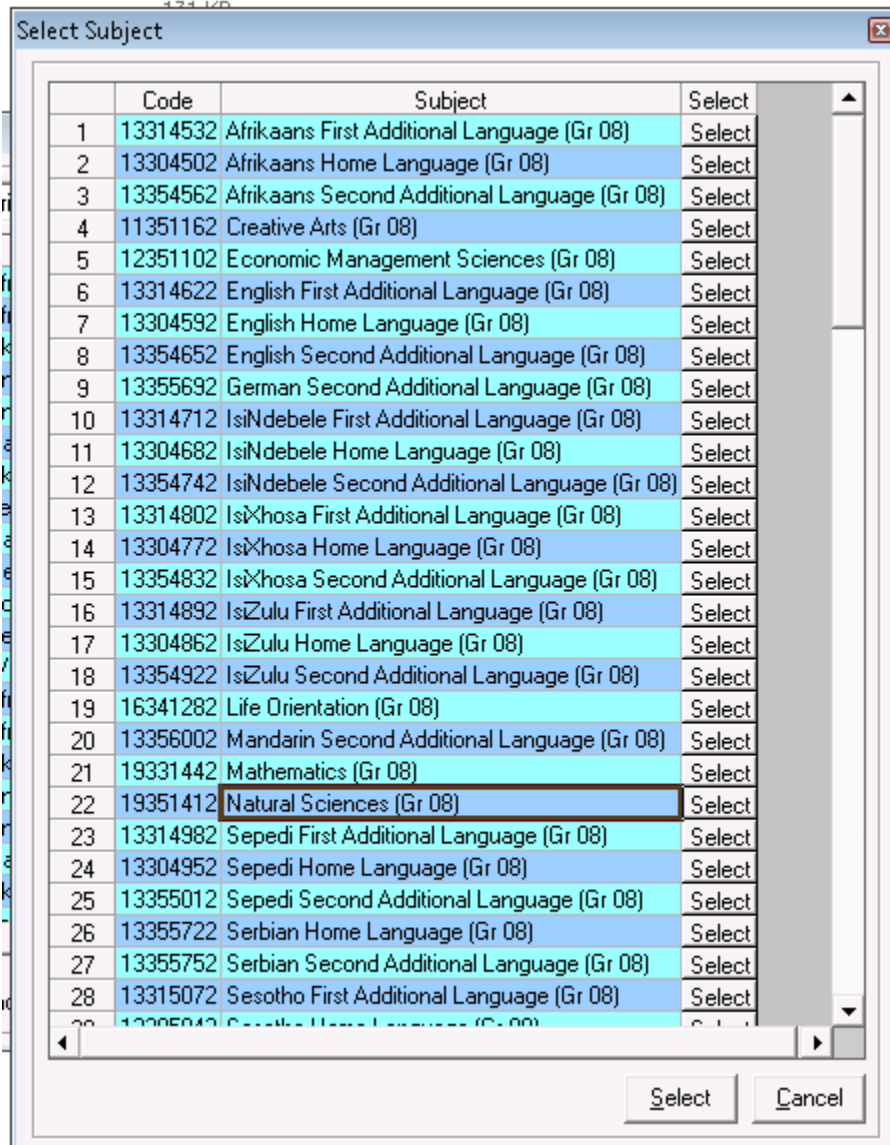 171 KB
Select Subject
Code Subject Select
1 13314532 Afrikaans First Additional Language (Gr 08) Select
2 13304502 Afrikaans Home Language (Gr 08) Select
3 13354562 Afrikaans Second Additional Language (Gr 08) Select
4 11351162 Creative Arts (Gr 08) Select
5 12351102 Economic Management Sciences (Gr 08) Select
6 13314622 English First Additional Language (Gr 08) Select
7 13304592 English Home Language (Gr 08) Select
8 13354652 English Second Additional Language (Gr 08) Select
9 13355692 German Second Additional Language (Gr 08) Select
10 13314712 IsiNdebele First Additional Language (Gr 08) Select
11 13304682 IsiNdebele Home Language (Gr 08) Select
12 13354742 IsiNdebele Second Additional Language (Gr 08) Select
13 13314802 IsiXhosa First Additional Language (Gr 08) Select
14 13304772 IsiXhosa Home Language (Gr 08) Select
15 13354832 IsiXhosa Second Additional Language (Gr 08) Select
16 13314892 IsiZulu First Additional Language (Gr 08) Select
17 13304862 IsiZulu Home Language (Gr 08) Select
18 13354922 IsiZulu Second Additional Language (Gr 08) Select
19 16341282 Life Orientation (Gr 08) Select
20 13356002 Mandarin Second Additional Language (Gr 08) Select
21 19331442 Mathematics (Gr 08) Select
22 19351412 Natural Sciences (Gr 08) Select
23 13314982 Sepedi First Additional Language (Gr 08) Select
24 13304952 Sepedi Home Language (Gr 08) Select
25 13355012 Sepedi Second Additional Language (Gr 08) Select
26 13355722 Serbian Home Language (Gr 08) Select
27 13355752 Serbian Second Additional Language (Gr 08) Select
28 13315072 Sesotho First Additional Language (Gr 08) Select
Select Cancel